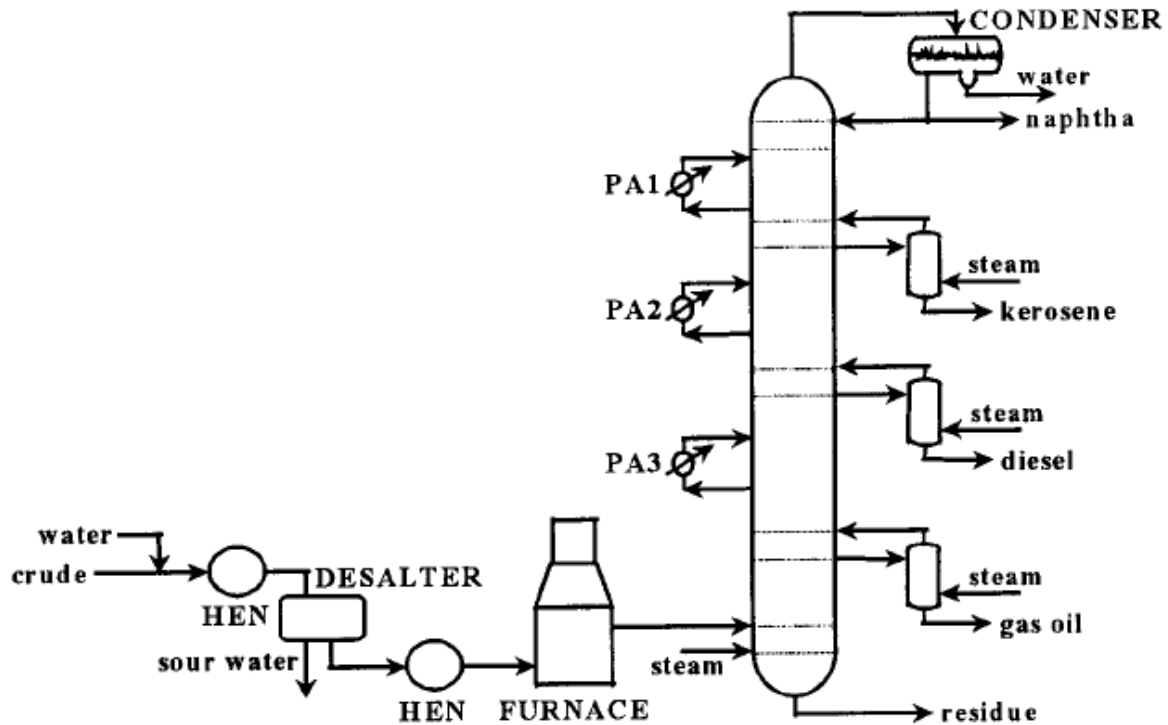 CONDENSER
water
naphtha
PA1
steam
kerosene
PA2
steam
diesel
PA3
water
crude
HEN
DESALTER
sour water
HEN
FURNACE
steam
steam
gas oil
residue